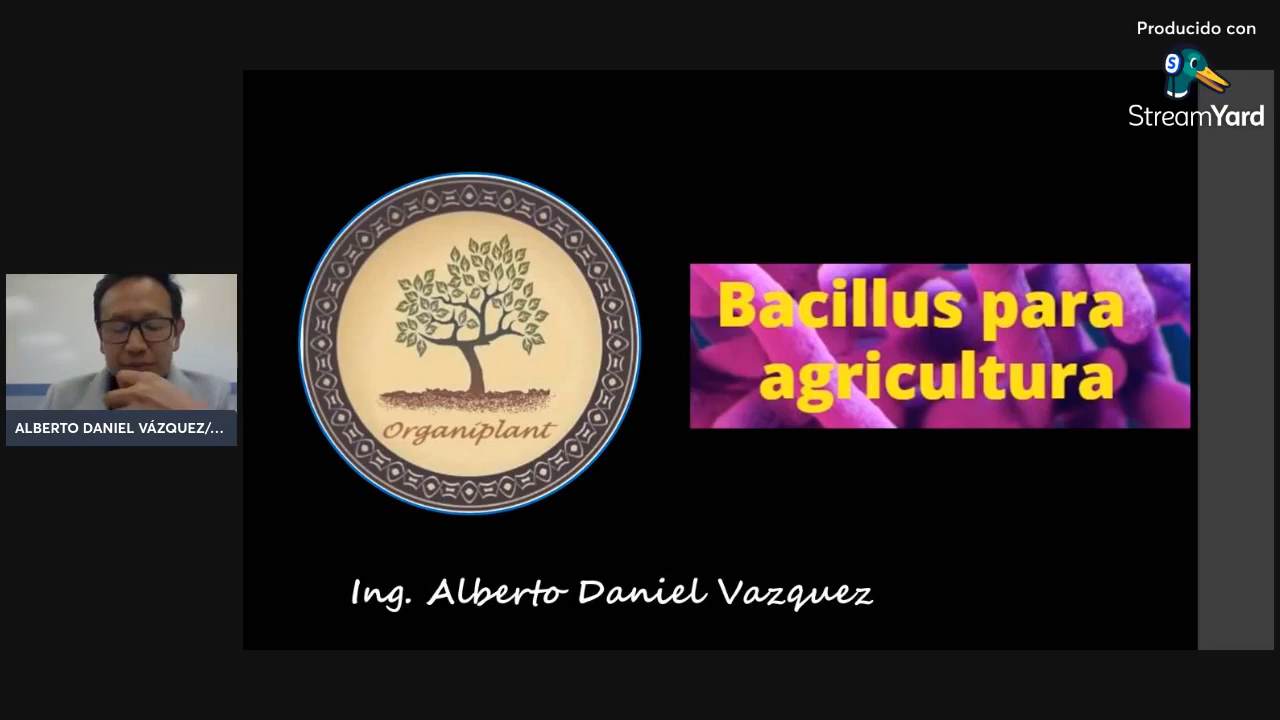 Producido con
StreamYard
Bacillus para
agricultura
Organiplant
ALBERTO DANIEL VÁZQUEZ/...
Ing. Alberto Daniel Vazquez